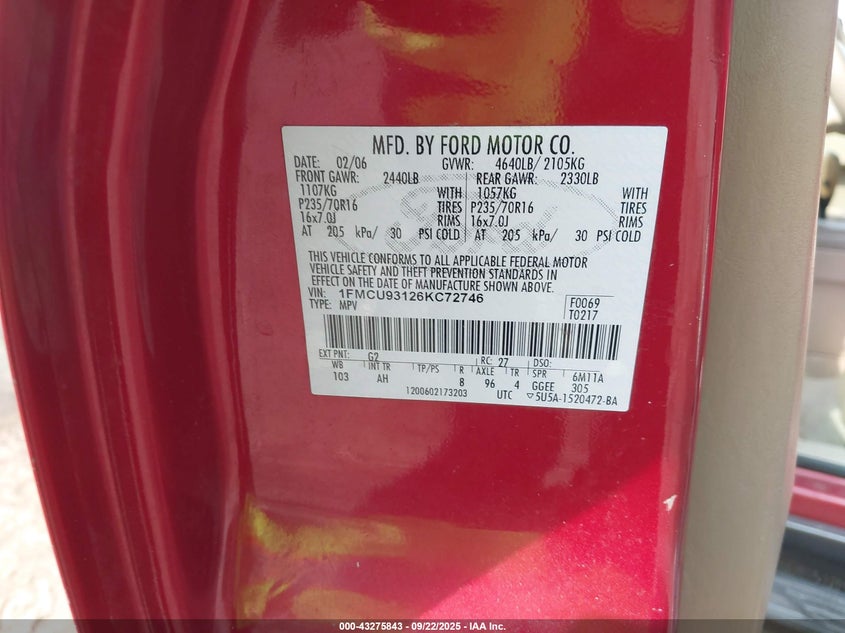 MFD. BY FORD MOTOR CO.
DATE: 02/06 GVWR: 4640LB/ 2105KG
FRONT GAWR: 2440LB REAR GAWR: 2330LB
1107KG WITH 1057KG WITH
P235/70R16 TIRES P235/70R16 TIRES
16x7.0J RIMS 16x7.0J RIMS
AT 205 kPa/ 30 PSI COLD AT 205 kPa/ 30 PSI COLD
THIS VEHICLE CONFORMS TO ALL APPLICABLE FEDERAL MOTOR
VEHICLE SAFETY AND THEFT PREVENTION STANDARDS IN
EFFECT ON THE DATE OF MANUFACTURE SHOWN ABOVE.
VIN: 1FMCU93126KC72746 F0069
TYPE: MPV T0217
EXT PNT: G2 RC: 27 DSO:
WB INT TR TP/PS R AXLE TR SPR 6M11A
103 AH 8 96 4 GGEE 305
1200602173203 UTC ▽5U5A-1520472-BA
000-43275843 - 09/22/2025 - IAA Inc.